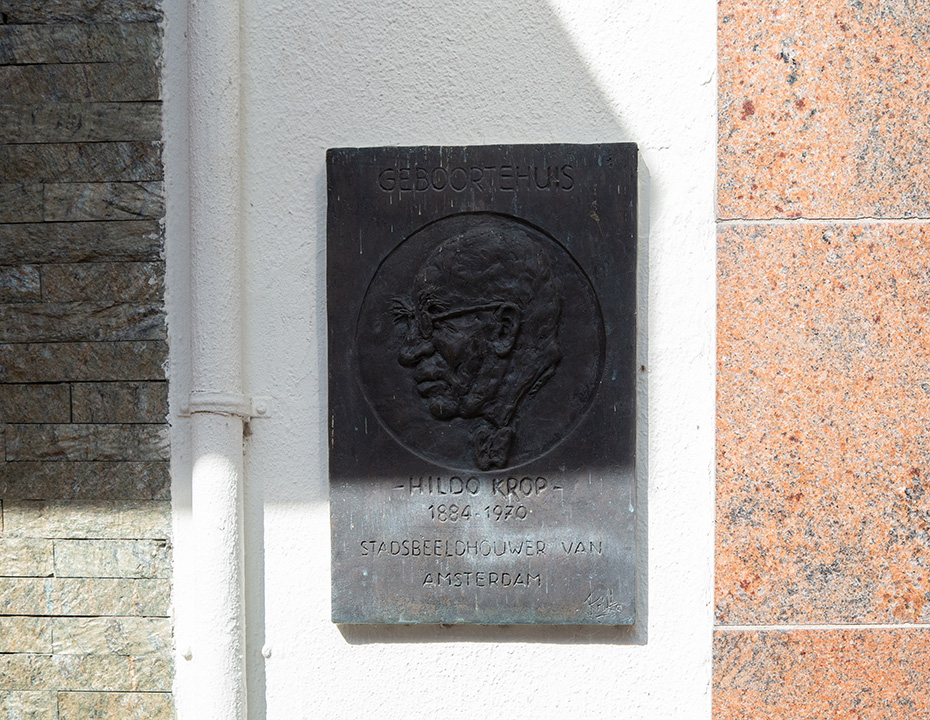 GEBOORTEHUIS
- HILDO KROP -
1884-1970
STADSBEELDHOUWER VAN
AMSTERDAM